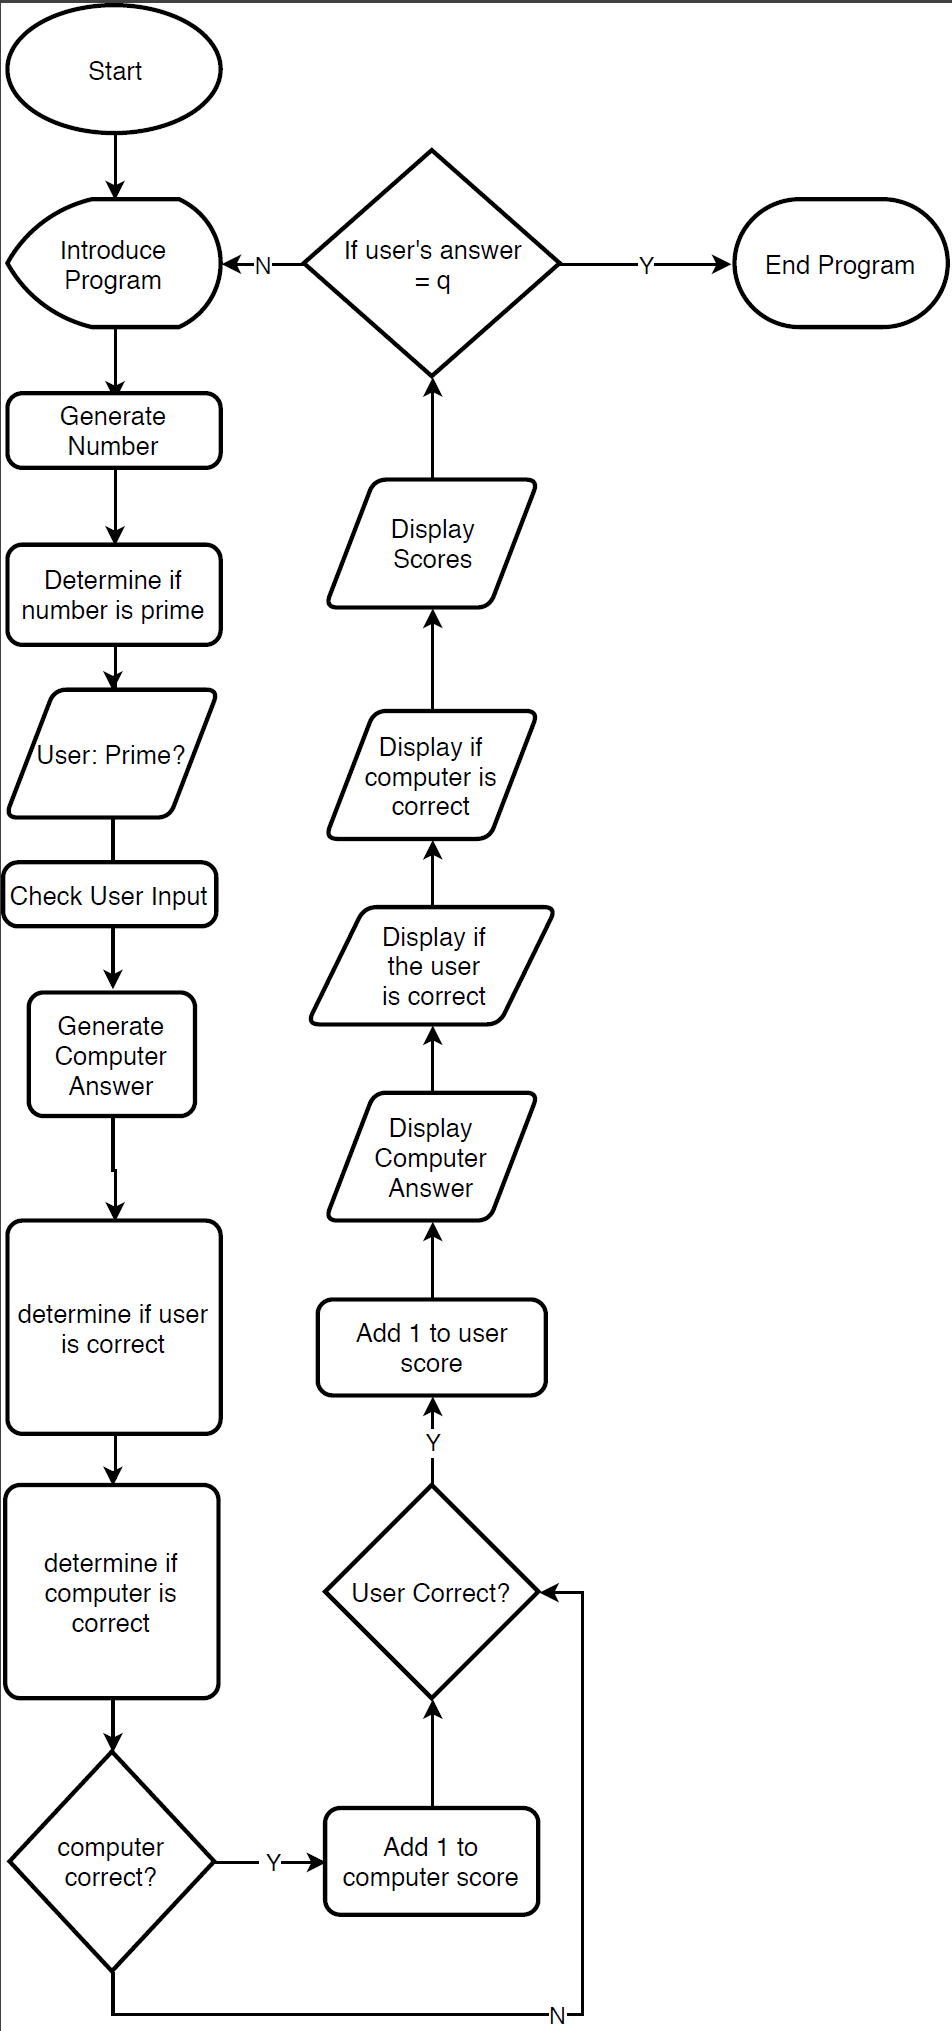 Start
Introduce
Program
N
If user's answer
= q
Y
End Program
Generate
Number
Determine if
number is prime
User: Prime?
Check User Input
Generate
Computer
Answer
determine if user
is correct
determine if
computer is
correct
computer
correct?
Y
Add 1 to
computer score
N
User Correct?
Y
Add 1 to user
score
Display
Computer
Answer
Display if
the user
is correct
Display if
computer is
correct
Display
Scores